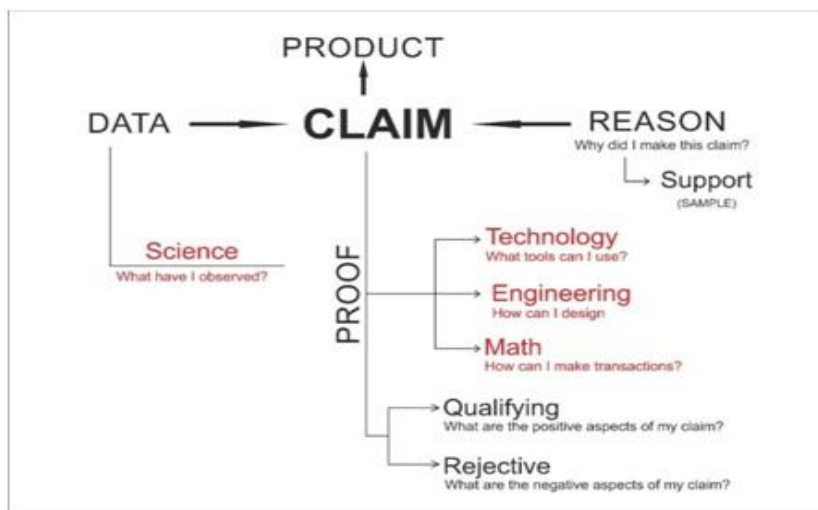 PRODUCT
DATA
CLAIM
REASON
Why did I make this claim?
Support
(SAMPLE)
Science
What have I observed?
PROOF
Technology
What tools can I use?
Engineering
How can I design
Math
How can I make transactions?
Qualifying
What are the positive aspects of my claim?
Rejective
What are the negative aspects of my claim?